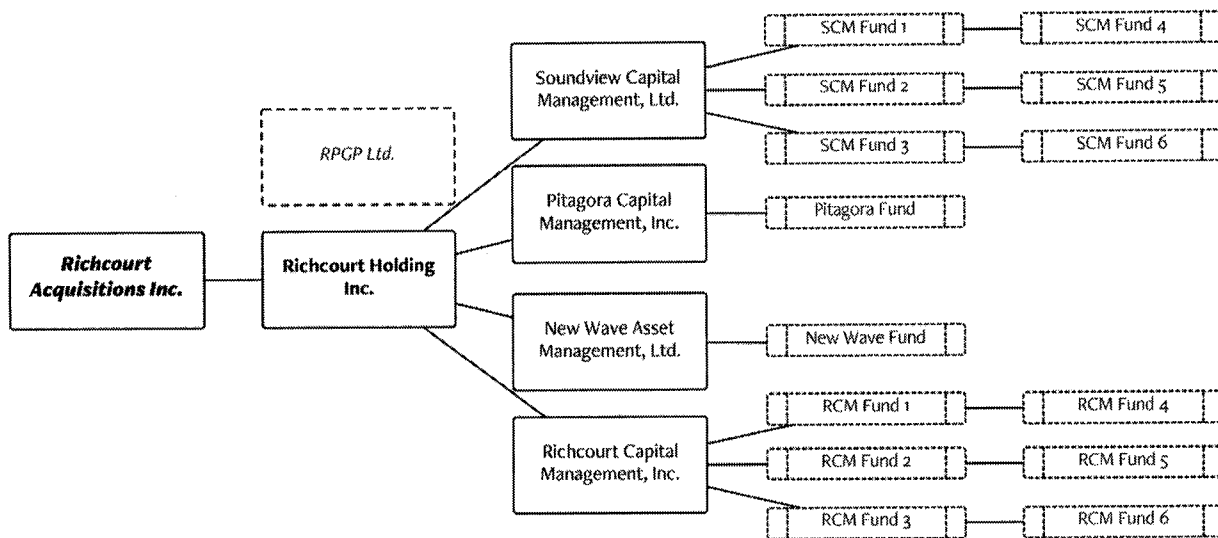 SCM Fund 1
SCM Fund 4
Soundview Capital
Management, Ltd.
SCM Fund 2
SCM Fund 5
SCM Fund 3
SCM Fund 6
RPGP Ltd.
Pitagora Capital
Management, Inc.
Pitagora Fund
Richcourt
Acquisitions Inc.
Richcourt Holding
Inc.
New Wave Asset
Management, Ltd.
New Wave Fund
RCM Fund 1
RCM Fund 4
Richcourt Capital
Management, Inc.
RCM Fund 2
RCM Fund 5
RCM Fund 3
RCM Fund 6